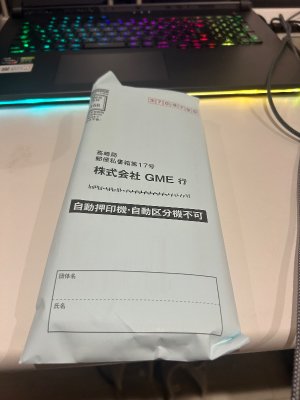 高崎局
郵便私書箱第17号
株式会社 GME 行
自動押印機・自動区分機不可
団体名
氏名